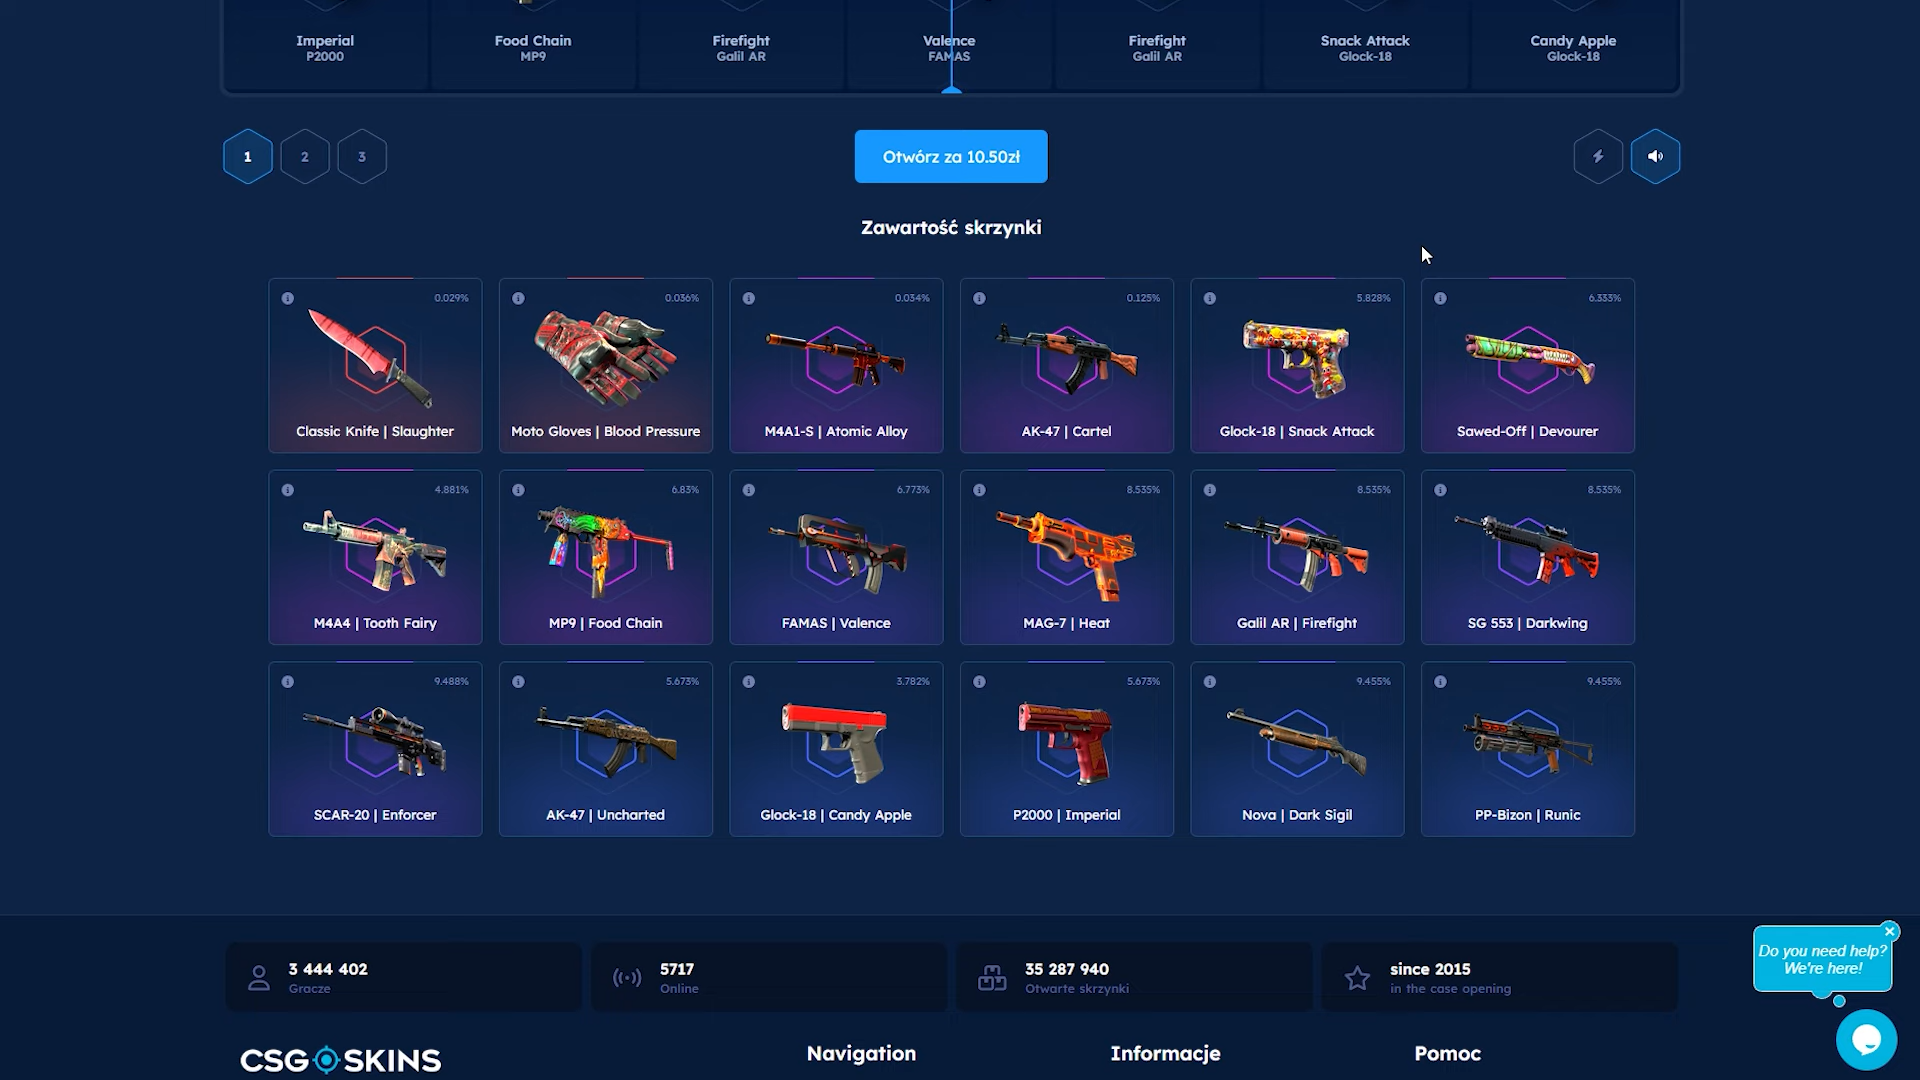 Imperial
P2000
Food Chain
MP9
Firefight
Galil AR
Valence
FAMAS
Firefight
Galil AR
Snack Attack
Glock-18
Candy Apple
Glock-18
1
2
3
Otwórz za 10.50zł
Zawartość skrzynki
0.029%
Classic Knife | Slaughter
0.036%
Moto Gloves | Blood Pressure
0.034%
M4A1-S | Atomic Alloy
0.125%
AK-47 | Cartel
5.828%
Glock-18 | Snack Attack
6.333%
Sawed-Off | Devourer
4.881%
M4A4 | Tooth Fairy
6.83%
MP9 | Food Chain
6.773%
FAMAS | Valence
8.535%
MAG-7 | Heat
8.535%
Galil AR | Firefight
8.535%
SG 553 | Darkwing
9.488%
SCAR-20 | Enforcer
5.673%
AK-47 | Uncharted
3.782%
Glock-18 | Candy Apple
5.673%
P2000 | Imperial
9.455%
Nova | Dark Sigil
9.455%
PP-Bizon | Runic
3 444 402
Gracze
5717
Online
35 287 940
Otwarte skrzynki
since 2015
in the case opening
Do you need help?
We're here!
CSGOSKINS
Navigation
Informacje
Pomoc